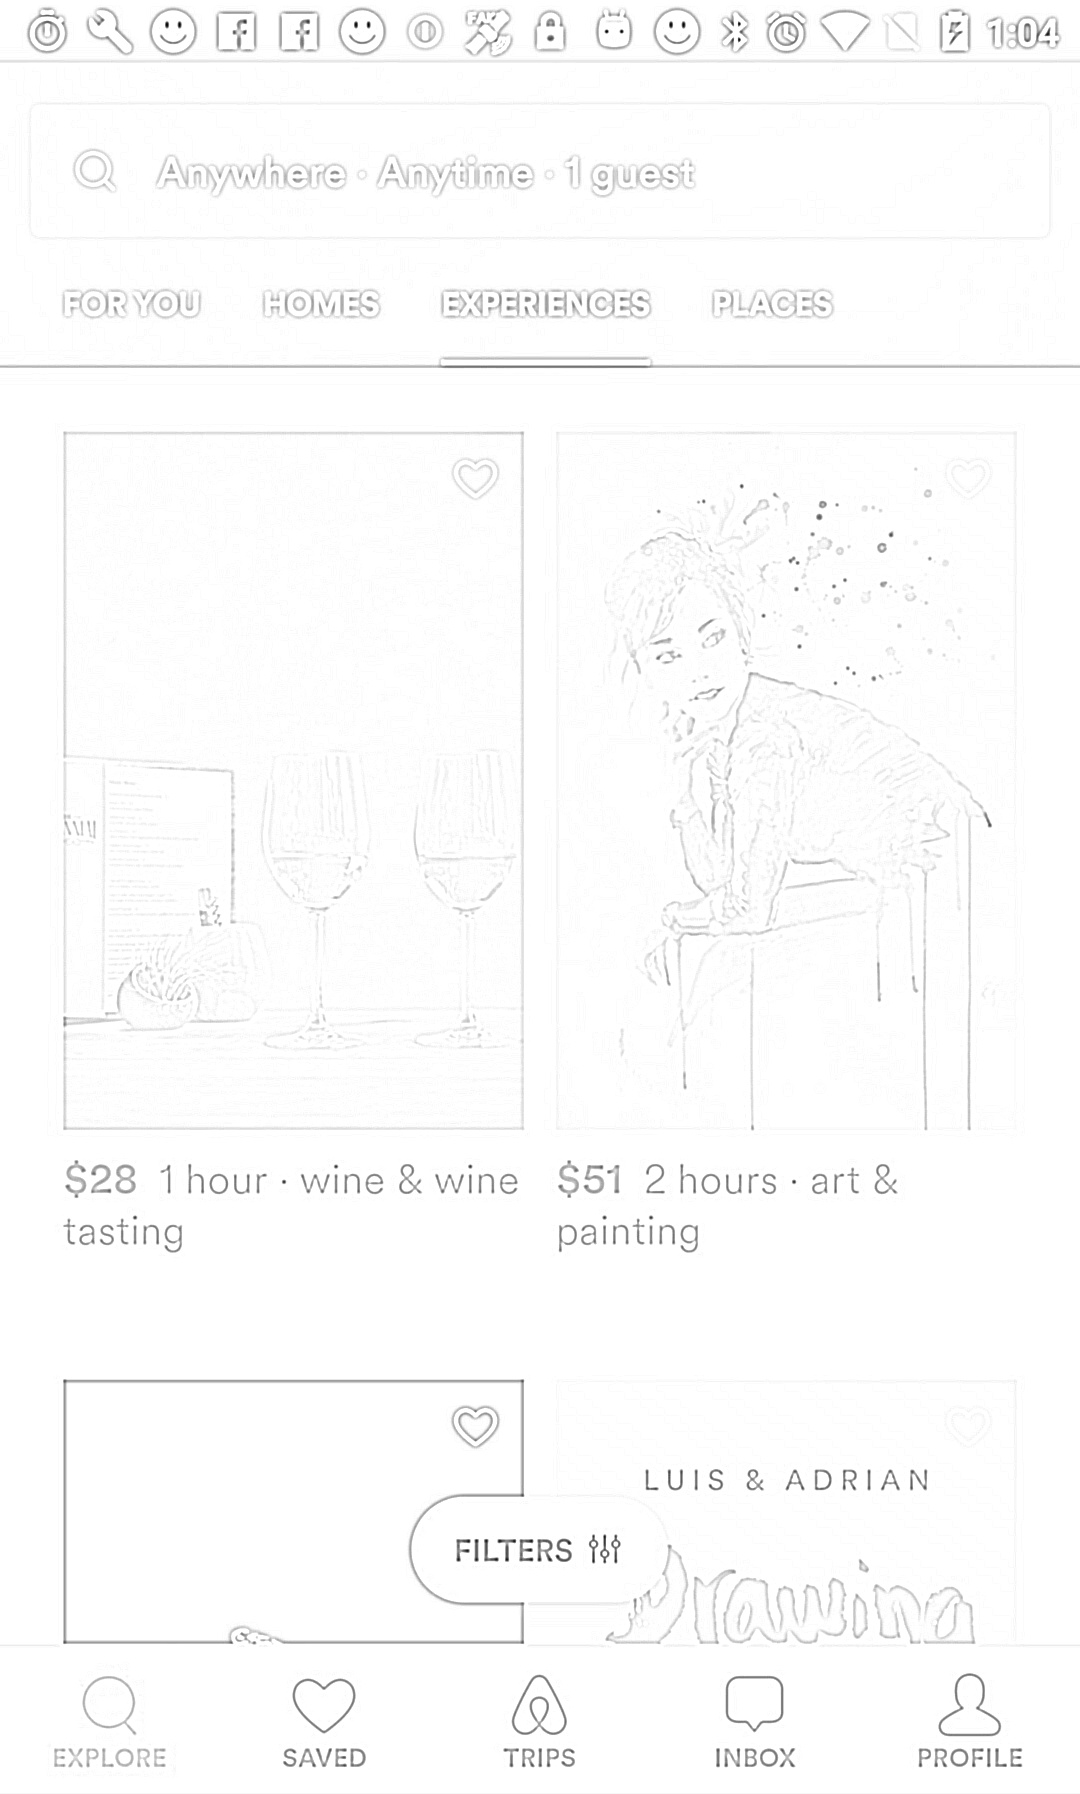 1:04
Anywhere · Anytime · 1 guest
FOR YOU HOMES EXPERIENCES PLACES
$28 1 hour · wine & wine
tasting
$51 2 hours · art &
painting
LUIS & ADRIAN
Drawing
FILTERS
EXPLORE SAVED TRIPS INBOX PROFILE